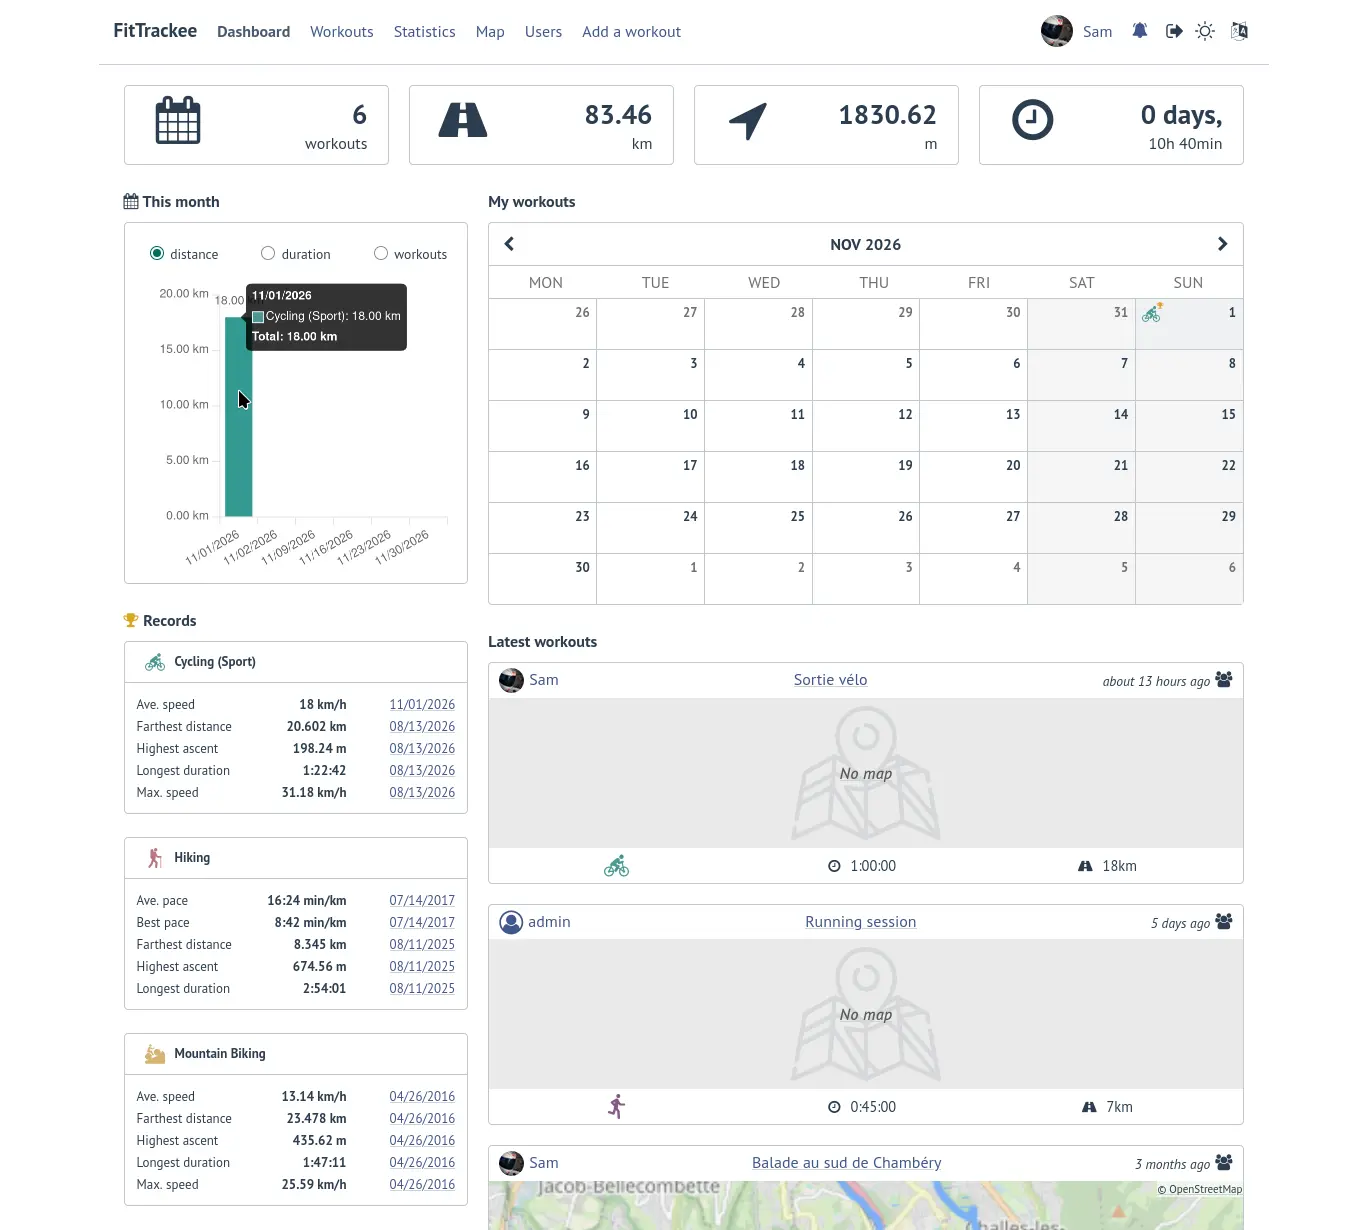 FitTrackee Dashboard Workouts Statistics Map Users Add a workout Sam
6
workouts
83.46
km
1830.62
m
0 days,
10h 40min
This month
distance duration workouts
20.00 km
15.00 km
10.00 km
5.00 km
0.00 km
18.00
11/01/2026
Cycling (Sport): 18.00 km
Total: 18.00 km
11/01/2026 11/02/2026 11/09/2026 11/16/2026 11/23/2026 11/30/2026
Records
Cycling (Sport)
Ave. speed 18 km/h 11/01/2026
Farthest distance 20.602 km 08/13/2026
Highest ascent 198.24 m 08/13/2026
Longest duration 1:22:42 08/13/2026
Max. speed 31.18 km/h 08/13/2026
Hiking
Ave. pace 16:24 min/km 07/14/2017
Best pace 8:42 min/km 07/14/2017
Farthest distance 8.345 km 08/11/2025
Highest ascent 674.56 m 08/11/2025
Longest duration 2:54:01 08/11/2025
Mountain Biking
Ave. speed 13.14 km/h 04/26/2016
Farthest distance 23.478 km 04/26/2016
Highest ascent 435.62 m 04/26/2016
Longest duration 1:47:11 04/26/2016
Max. speed 25.59 km/h 04/26/2016
My workouts
NOV 2026
MON TUE WED THU FRI SAT SUN
26 27 28 29 30 31 1
2 3 4 5 6 7 8
9 10 11 12 13 14 15
16 17 18 19 20 21 22
23 24 25 26 27 28 29
30 1 2 3 4 5 6
Latest workouts
Sam Sortie vélo about 13 hours ago
No map
1:00:00 18km
admin Running session 5 days ago
No map
0:45:00 7km
Sam Balade au sud de Chambéry 3 months ago
Jacob-Bellecombette
© OpenStreetMap
Challes-les-